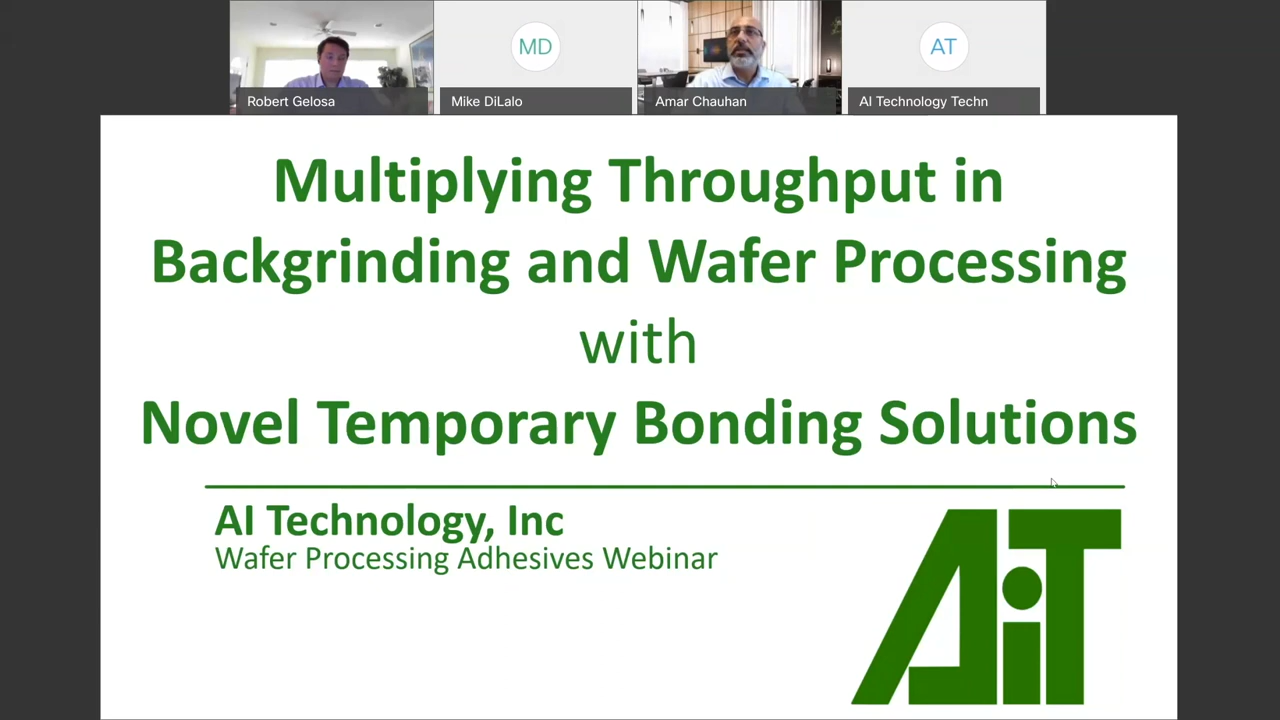 MD
AT
Robert Gelosa
Mike DiLalo
Amar Chauhan
AI Technology Techn
Multiplying Throughput in
Backgrinding and Wafer Processing
with
Novel Temporary Bonding Solutions
AI Technology, Inc
Wafer Processing Adhesives Webinar
AiT